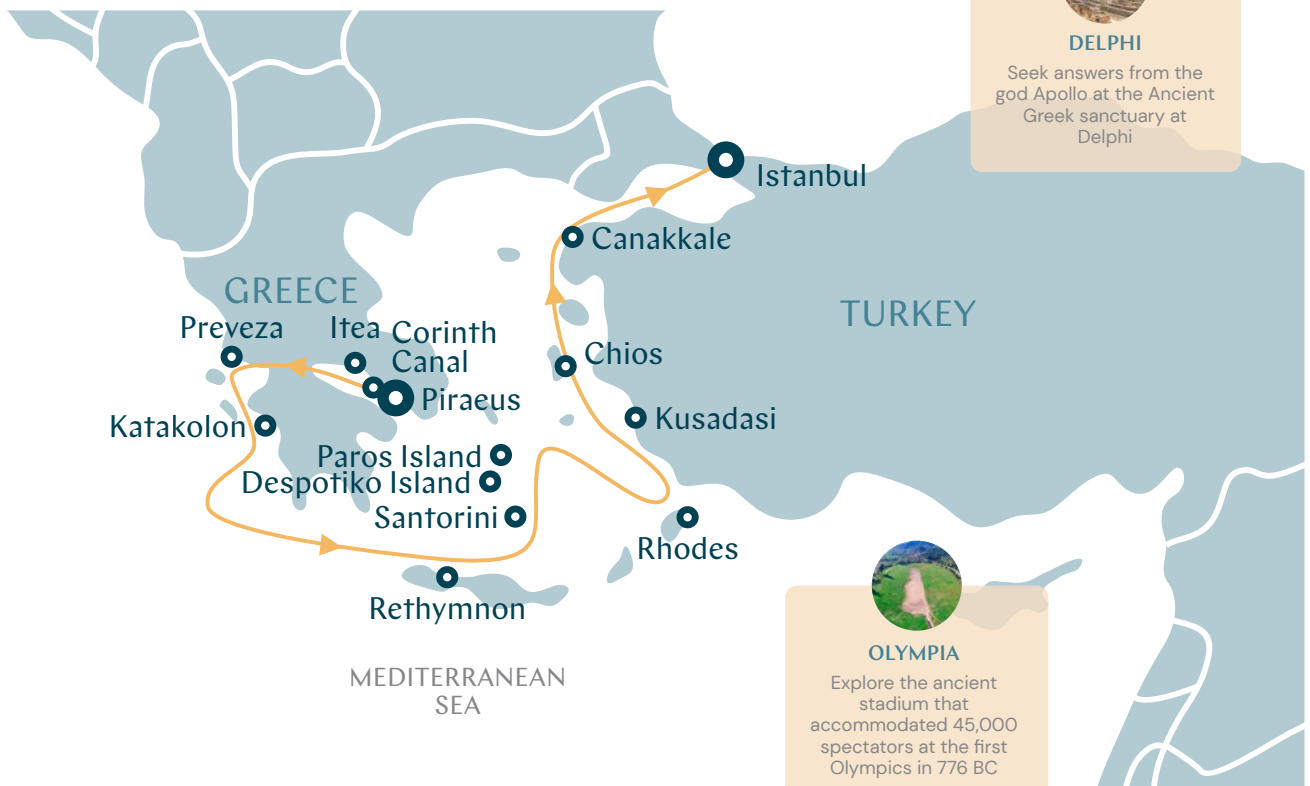 DELPHI
Seek answers from the
god Apollo at the Ancient
Greek sanctuary at
Delphi
Istanbul
Canakkale
GREECE
TURKEY
Preveza
Itea
Corinth
Canal
Chios
Piraeus
Kusadasi
Katakolon
Paros Island
Despotiko Island
Santorini
Rhodes
Rethymnon
MEDITERRANEAN
SEA
OLYMPIA
Explore the ancient
stadium that
accommodated 45,000
spectators at the first
Olympics in 776 BC